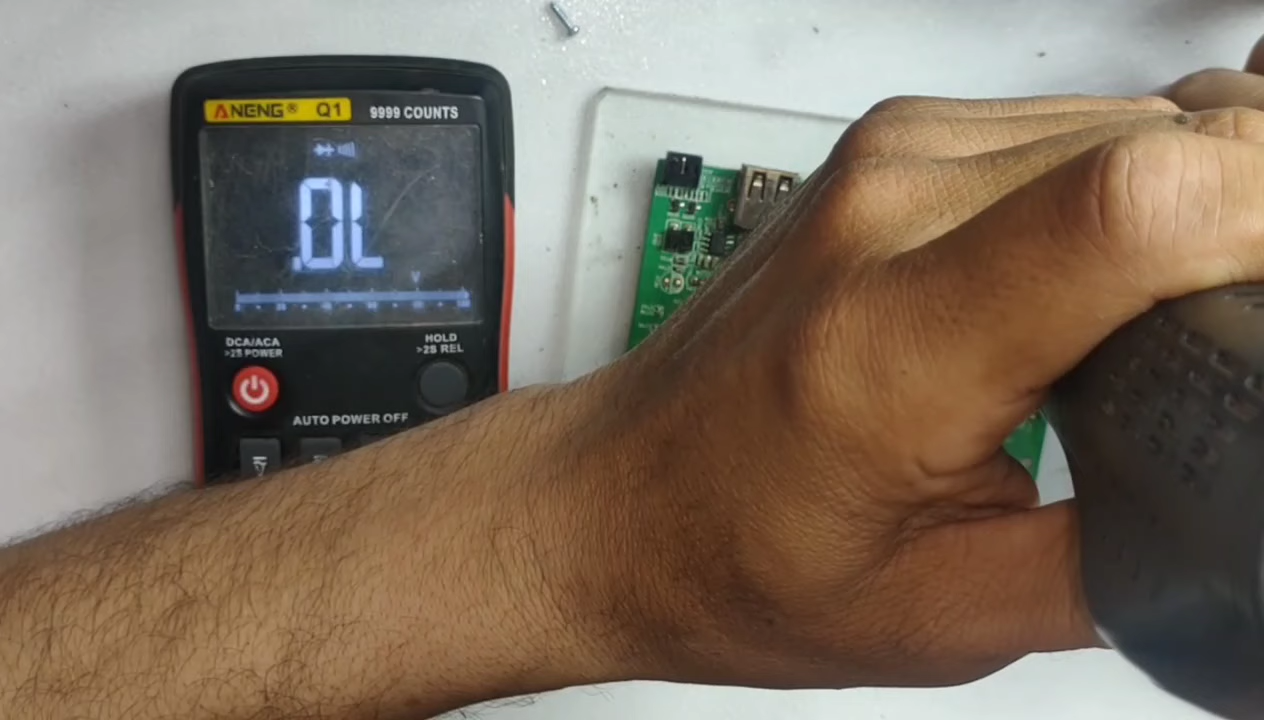 ANENG® Q1
9999 COUNTS
.0L
V
DCA/ACA
>2S POWER
HOLD
>2S REL
AUTO POWER OFF